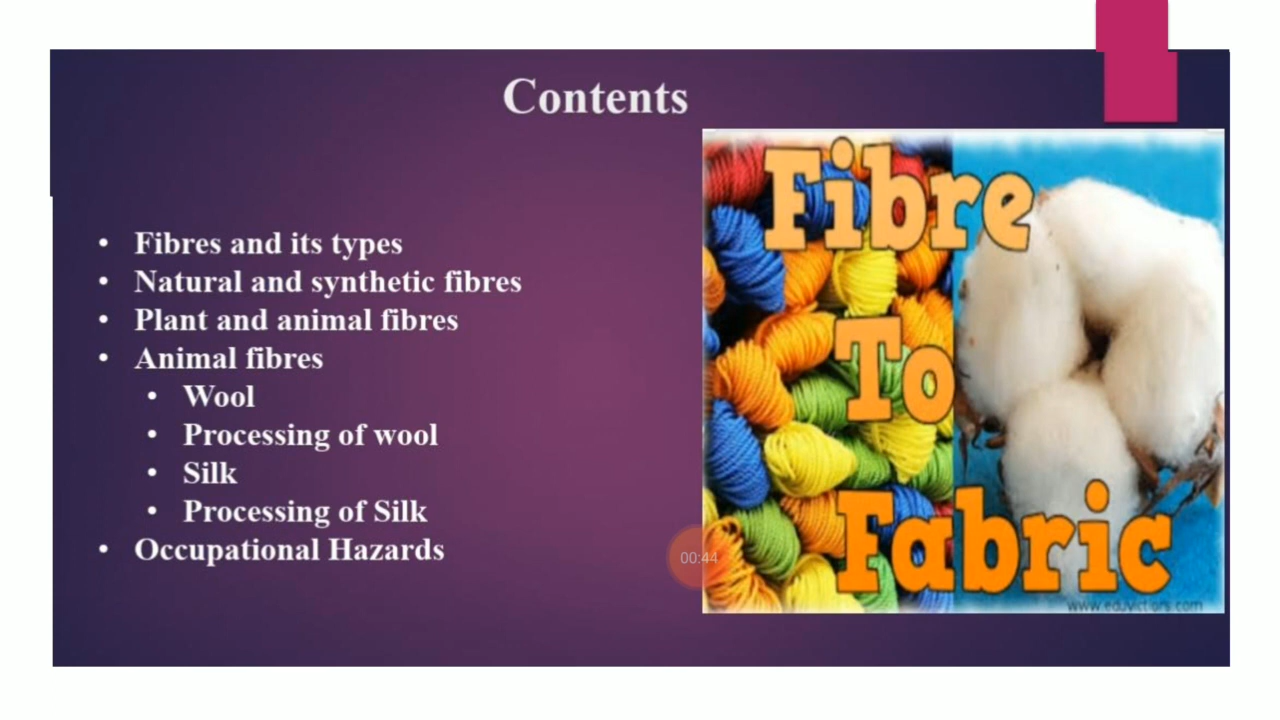 Contents
• Fibres and its types
• Natural and synthetic fibres
• Plant and animal fibres
• Animal fibres
• Wool
• Processing of wool
• Silk
• Processing of Silk
• Occupational Hazards
Fibre
To
Fabric
00:44
www.eduvictors.com